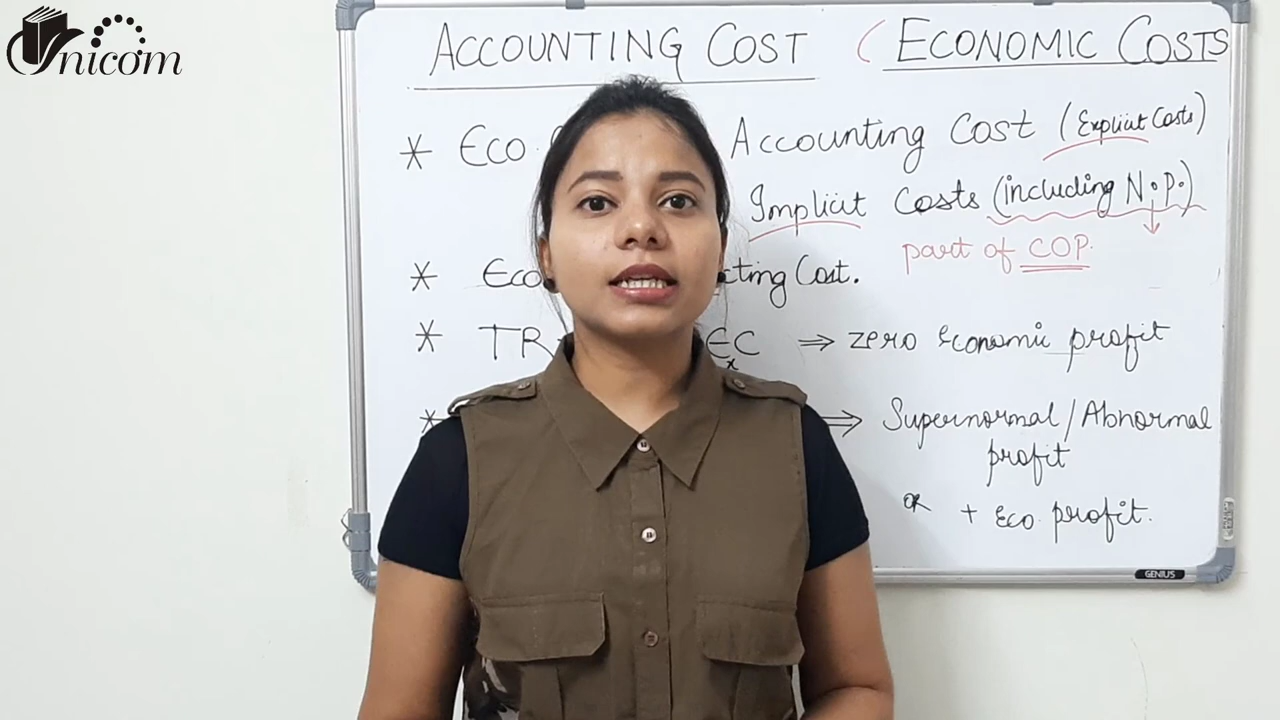 Unicom
ACCOUNTING COST ( ECONOMIC COSTS
* Eco. Accounting Cost (Explicit Costs)
Implicit Costs (including N.P.)
part of COP.
* Eco cting Cost.
* TR EC ⇒ zero Economic profit
x
* ⇒ Supernormal/Abnormal
profit
or + Eco. profit.
GENIUS